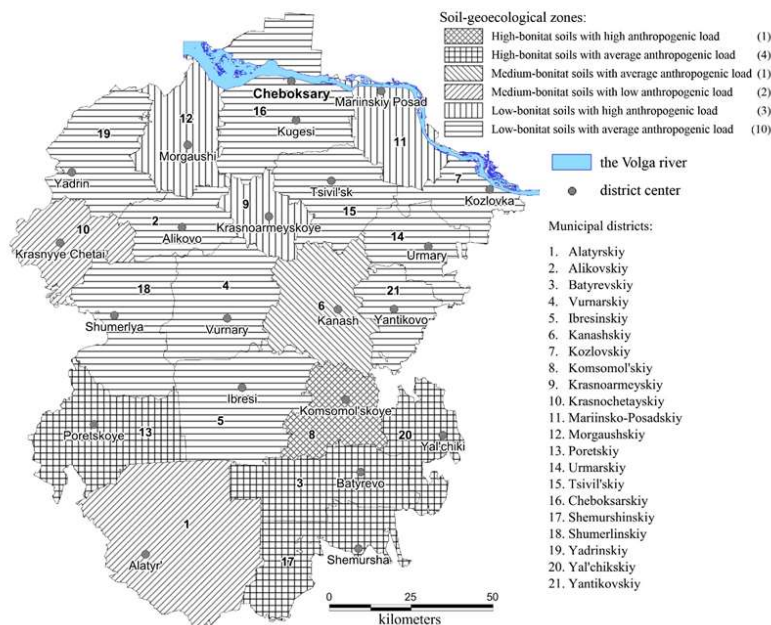 Soil-geoecological zones:
High-bonitat soils with high anthropogenic load (1)
High-bonitat soils with average anthropogenic load (4)
Medium-bonitat soils with average anthropogenic load (1)
Medium-bonitat soils with low anthropogenic load (2)
Low-bonitat soils with high anthropogenic load (3)
Low-bonitat soils with average anthropogenic load (10)
the Volga river
district center
Municipal districts:
1. Alatyrskiy
2. Alikovskiy
3. Batyrevskiy
4. Vurnarskiy
5. Ibresinskiy
6. Kanashskiy
7. Kozlovskiy
8. Komsomol'skiy
9. Krasnoarmeyskiy
10. Krasnochetayskiy
11. Mariinsko-Posadskiy
12. Morgaushskiy
13. Poretskiy
14. Urmarskiy
15. Tsivil'skiy
16. Cheboksarskiy
17. Shemurshinskiy
18. Shumerlinskiy
19. Yadrinskiy
20. Yal'chikskiy
21. Yantikovskiy
Cheboksary
Mariinskiy Posad
16
12
Kugesi
19
11
Morgaushi
Yadrin
Tsivil'sk
7
Kozlovka
9
15
10
2
Krasnoarmeyskoye
Alikovo
14
Krasnyye Chetai
Urmary
18
4
21
6
Shumerlya
Vurnary
Kanash
Yantikovo
Ibresi
Komsomol'skoye
5
Poretskoye
13
8
20
Yal'chiki
Batyrevo
3
1
Alatyr'
17
Shemursha
0 25 50
kilometers